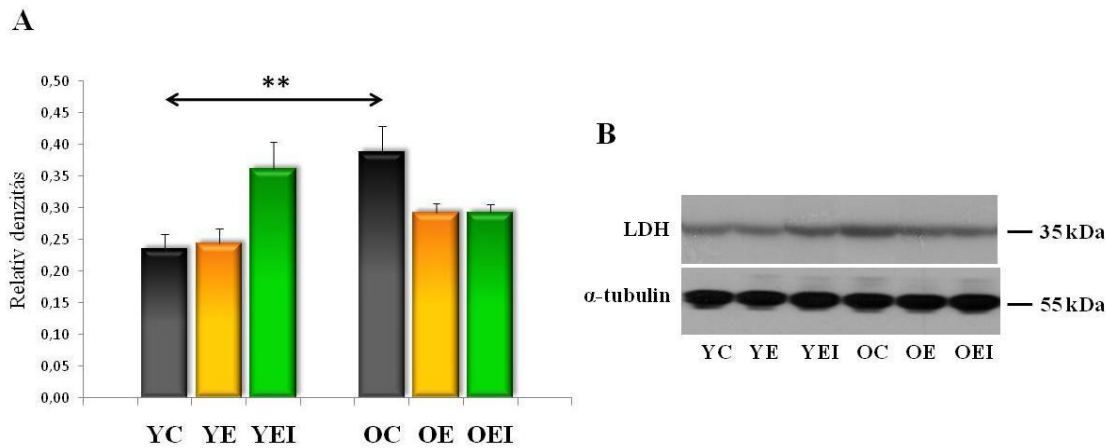 A
**
0,50
0,45
0,40
0,35
0,30
0,25
0,20
0,15
0,10
0,05
0,00
Relatív denzitás
YC YE YEI OC OE OEI
B
LDH
35 kDa
α-tubulin
55 kDa
YC YE YEI OC OE OEI